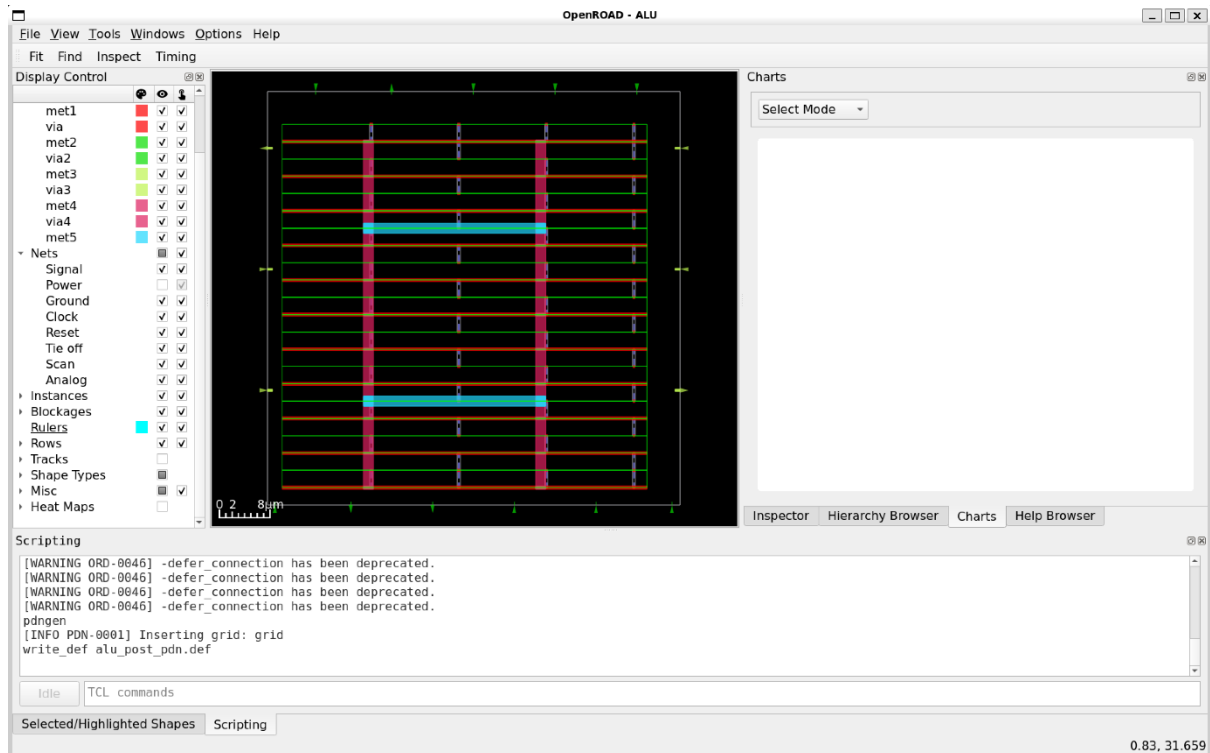 OpenROAD - ALU
File View Tools Windows Options Help
Fit Find Inspect Timing
Display Control
met1
via
met2
via2
met3
via3
met4
via4
met5
Nets
Signal
Power
Ground
Clock
Reset
Tie off
Scan
Analog
Instances
Blockages
Rulers
Rows
Tracks
Shape Types
Misc
Heat Maps
0 2 8μm
Charts
Select Mode
Inspector Hierarchy Browser Charts Help Browser
Scripting
[WARNING ORD-0046] -defer_connection has been deprecated.
[WARNING ORD-0046] -defer_connection has been deprecated.
[WARNING ORD-0046] -defer_connection has been deprecated.
[WARNING ORD-0046] -defer_connection has been deprecated.
pdngen
[INFO PDN-0001] Inserting grid: grid
write_def alu_post_pdn.def
Idle TCL commands
Selected/Highlighted Shapes Scripting
0.83, 31.659